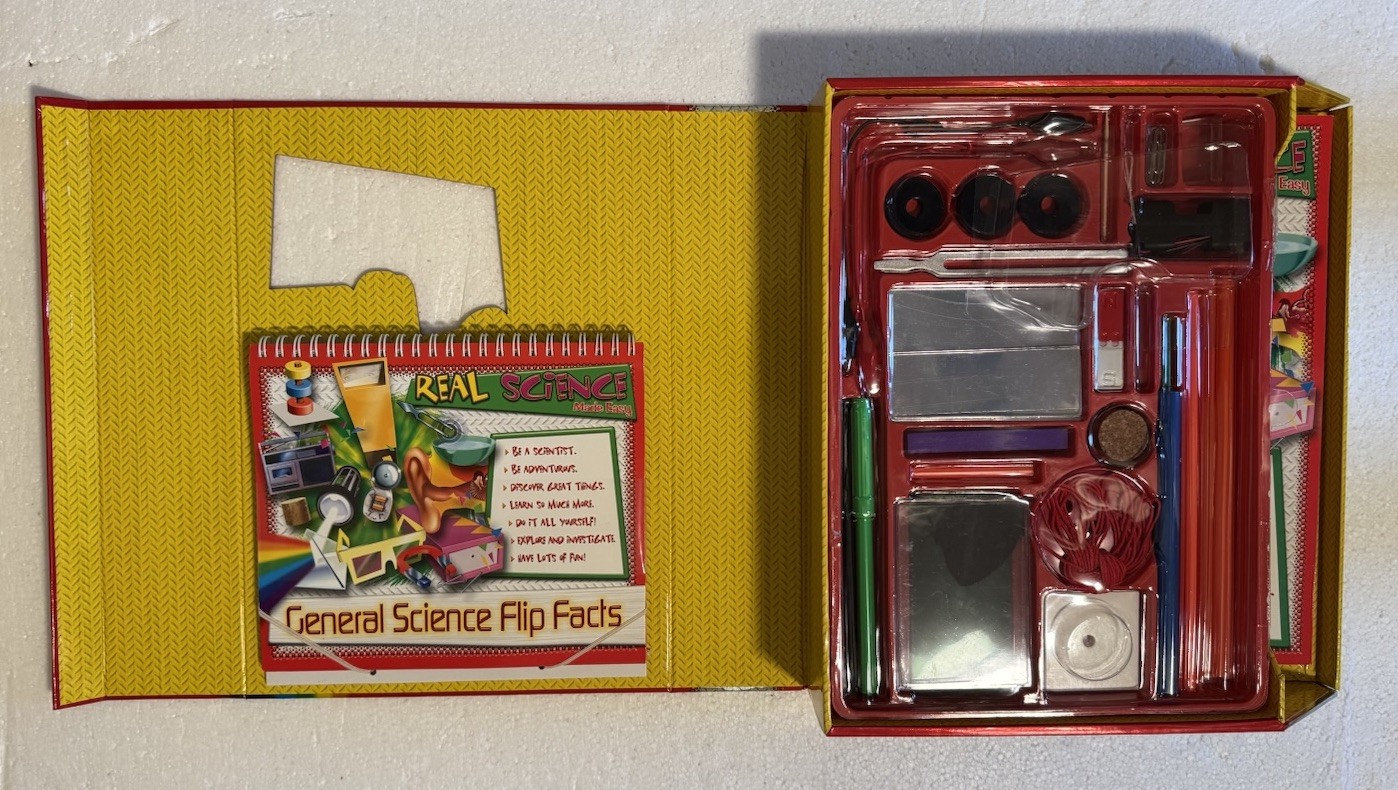 REAL SCIENCE
Made Easy
BE A SCIENTIST.
BE ADVENTUROUS.
DISCOVER GREAT THINGS.
LEARN SO MUCH MORE.
DO IT ALL YOURSELF!
EXPLORE AND INVESTIGATE
HAVE LOTS OF FUN!
General Science Flip Facts
S
Easy